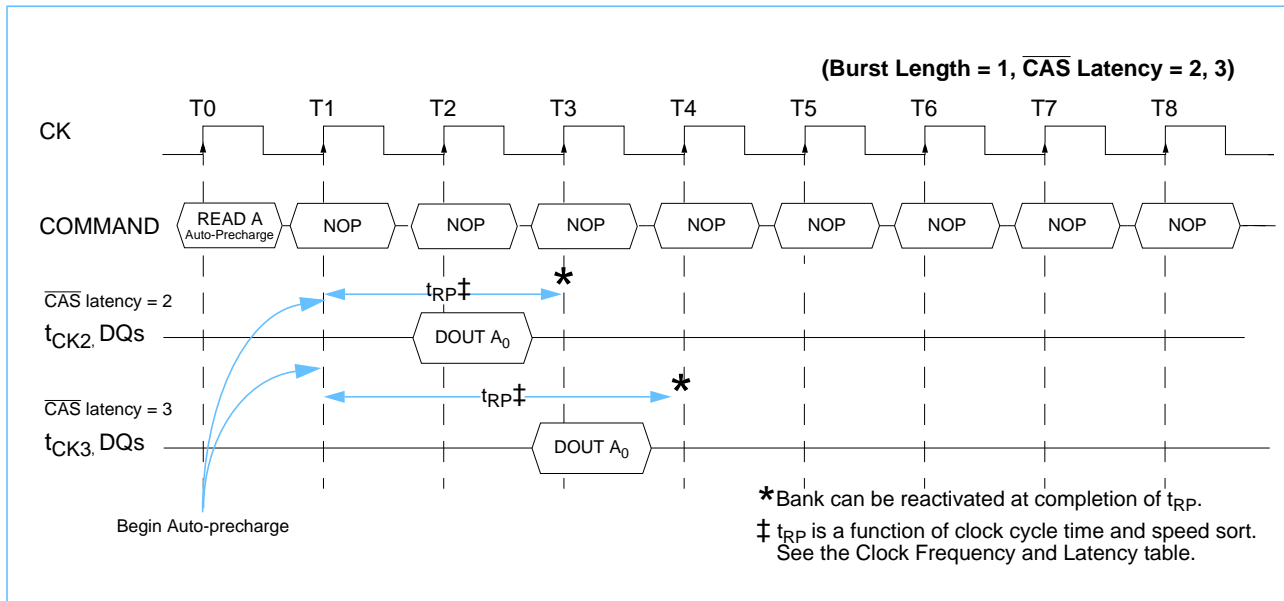 (Burst Length = 1, CAS Latency = 2, 3)
T0 T1 T2 T3 T4 T5 T6 T7 T8
CK
COMMAND
READ A
Auto-Precharge
NOP NOP NOP NOP NOP NOP NOP NOP
*
tRP‡
CAS latency = 2
tCK2, DQs
DOUT A0
*
tRP‡
CAS latency = 3
tCK3, DQs
DOUT A0
Begin Auto-precharge
*Bank can be reactivated at completion of tRP.
‡ tRP is a function of clock cycle time and speed sort.
See the Clock Frequency and Latency table.